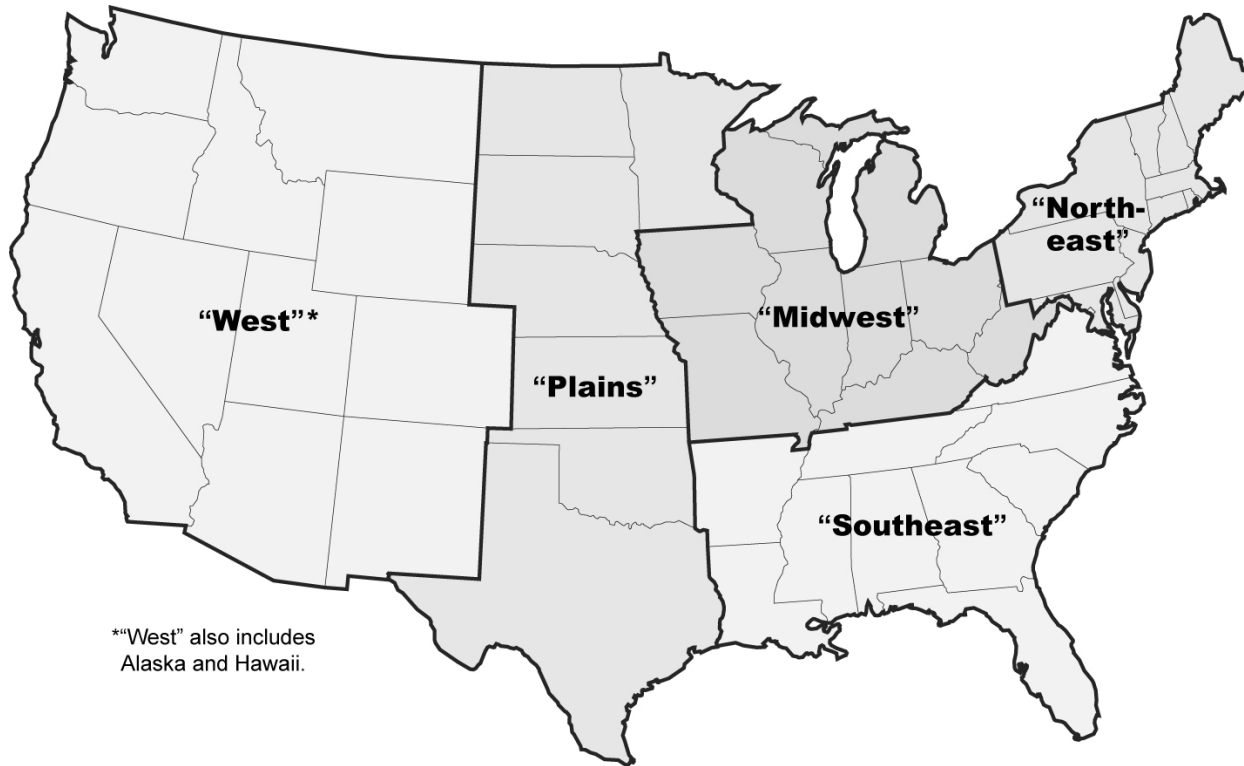 “North-
east”
“West”*
“Midwest”
“Plains”
“Southeast”
*“West” also includes
Alaska and Hawaii.